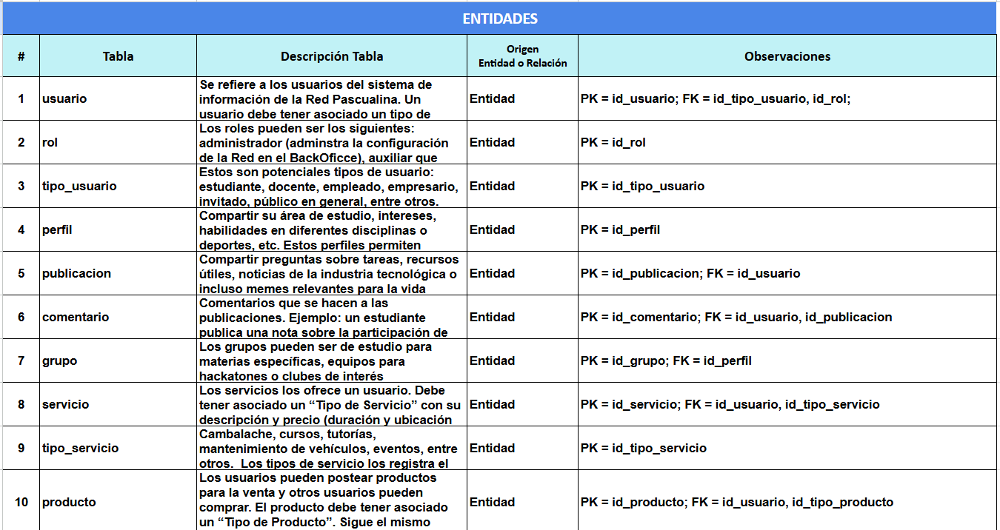 ENTIDADES
# Tabla Descripción Tabla Origen Entidad o Relación Observaciones
1 usuario Se refiere a los usuarios del sistema de
información de la Red Pascualina. Un
usuario debe tener asociado un tipo de
Entidad PK = id_usuario; FK = id_tipo_usuario, id_rol;
2 rol Los roles pueden ser los siguientes:
administrador (adminstra la configuración
de la Red en el BackOficce), auxiliar que
Entidad PK = id_rol
3 tipo_usuario Estos son potenciales tipos de usuario:
estudiante, docente, empleado, empresario,
invitado, público en general, entre otros.
Entidad PK = id_tipo_usuario
4 perfil Compartir su área de estudio, intereses,
habilidades en diferentes disciplinas o
deportes, etc. Estos perfiles permiten
Entidad PK = id_perfil
5 publicacion Compartir preguntas sobre tareas, recursos
útiles, noticias de la industria tecnológica o
incluso memes relevantes para la vida
Entidad PK = id_publicacion; FK = id_usuario
6 comentario Comentarios que se hacen a las
publicaciones. Ejemplo: un estudiante
publica una nota sobre la participación de
Entidad PK = id_comentario; FK = id_usuario, id_publicacion
7 grupo Los grupos pueden ser de estudio para
materias específicas, equipos para
hackatones o clubes de interés
Entidad PK = id_grupo; FK = id_perfil
8 servicio Los servicios los ofrece un usuario. Debe
tener asociado un “Tipo de Servicio” con su
descripción y precio (duración y ubicación
Entidad PK = id_servicio; FK = id_usuario, id_tipo_servicio
9 tipo_servicio Cambalache, cursos, tutorías,
mantenimiento de vehículos, eventos, entre
otros.  Los tipos de servicio los registra el
Entidad PK = id_tipo_servicio
10 producto Los usuarios pueden postear productos
para la venta y otros usuarios pueden
comprar. El producto debe tener asociado
un “Tipo de Producto”. Sigue el mismo
Entidad PK = id_producto; FK = id_usuario, id_tipo_producto